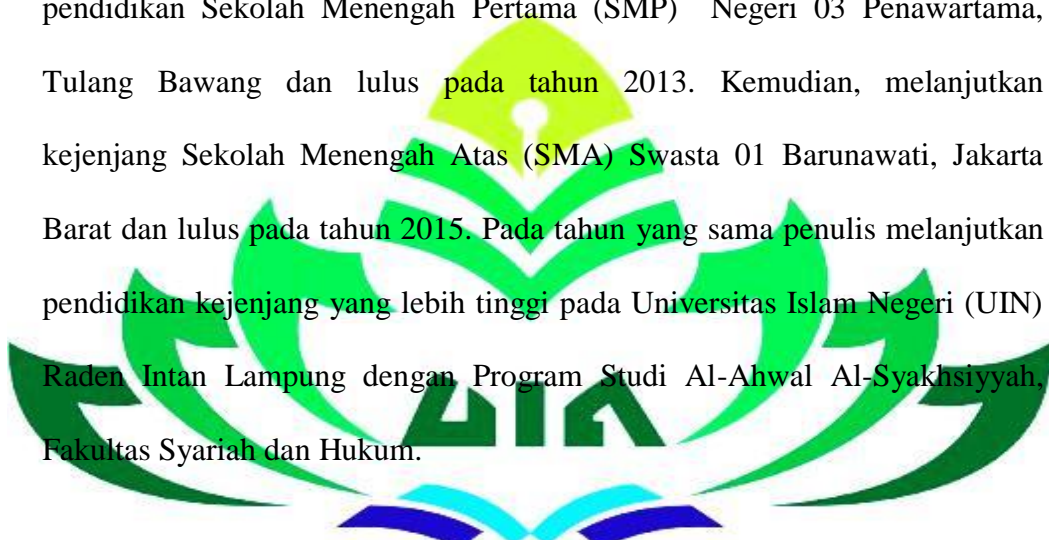 pendidikan Sekolah Menengah Pertama (SMP) Negeri 03 Penawartama,
Tulang Bawang dan lulus pada tahun 2013. Kemudian, melanjutkan
kejenjang Sekolah Menengah Atas (SMA) Swasta 01 Barunawati, Jakarta
Barat dan lulus pada tahun 2015. Pada tahun yang sama penulis melanjutkan
pendidikan kejenjang yang lebih tinggi pada Universitas Islam Negeri (UIN)
Raden Intan Lampung dengan Program Studi Al-Ahwal Al-Syakhsiyyah,
UIN
Fakultas Syariah dan Hukum.